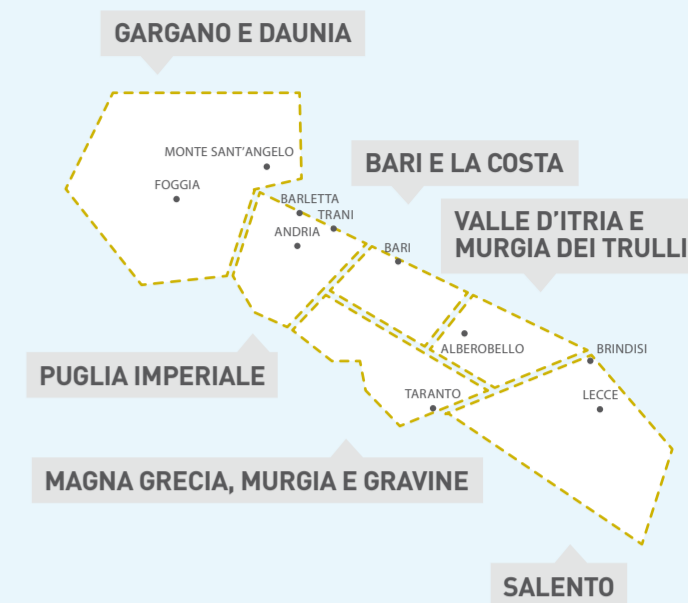 GARGANO E DAUNIA
MONTE SANT'ANGELO
FOGGIA
BARI E LA COSTA
BARLETTA
TRANI
ANDRIA
VALLE D'ITRIA E
MURGIA DEI TRULLI
BARI
ALBEROBELLO
BRINDISI
PUGLIA IMPERIALE
TARANTO
LECCE
MAGNA GRECIA, MURGIA E GRAVINE
SALENTO